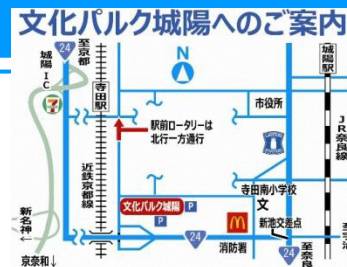 文化パルク城陽へのご案内
24
至京都
城陽IC
寺田駅
N
城陽駅
市役所
JR奈良線
駅前ロータリーは
北行一方通行
近鉄京都線
寺田南小学校
文
文化パルク城陽
P
P
新池交差点
新名神↓
24
消防署
24
至奈良
京奈和↓